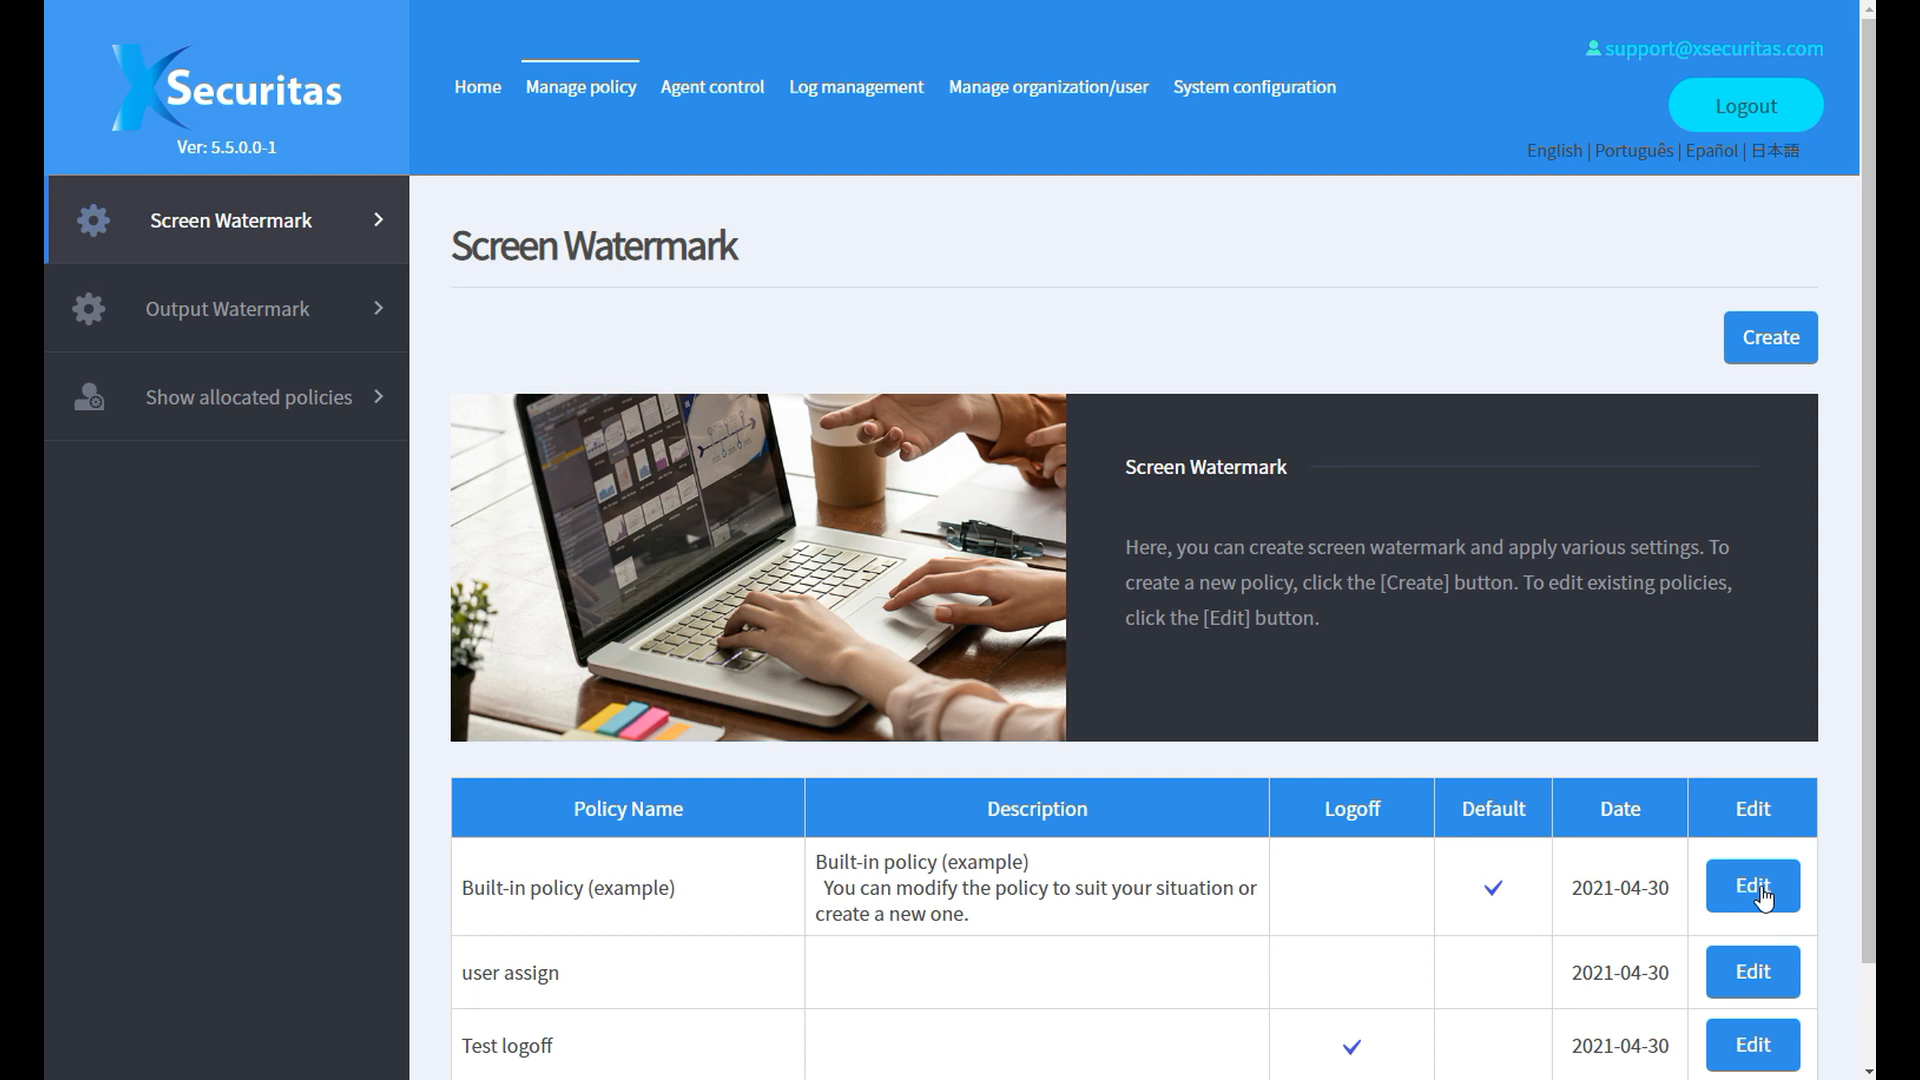 XSecuritas
Ver: 5.5.0.0-1
Home
Manage policy
Agent control
Log management
Manage organization/user
System configuration
support@xsecuritas.com
Logout
English | Português | Epañol | 日本語
Screen Watermark
Output Watermark
Show allocated policies
Screen Watermark
Create
Screen Watermark
Here, you can create screen watermark and apply various settings. To
create a new policy, click the [Create] button. To edit existing policies,
click the [Edit] button.
Policy Name
Description
Logoff
Default
Date
Edit
Built-in policy (example)
Built-in policy (example)
You can modify the policy to suit your situation or
create a new one.
2021-04-30
Edit
user assign
2021-04-30
Edit
Test logoff
2021-04-30
Edit